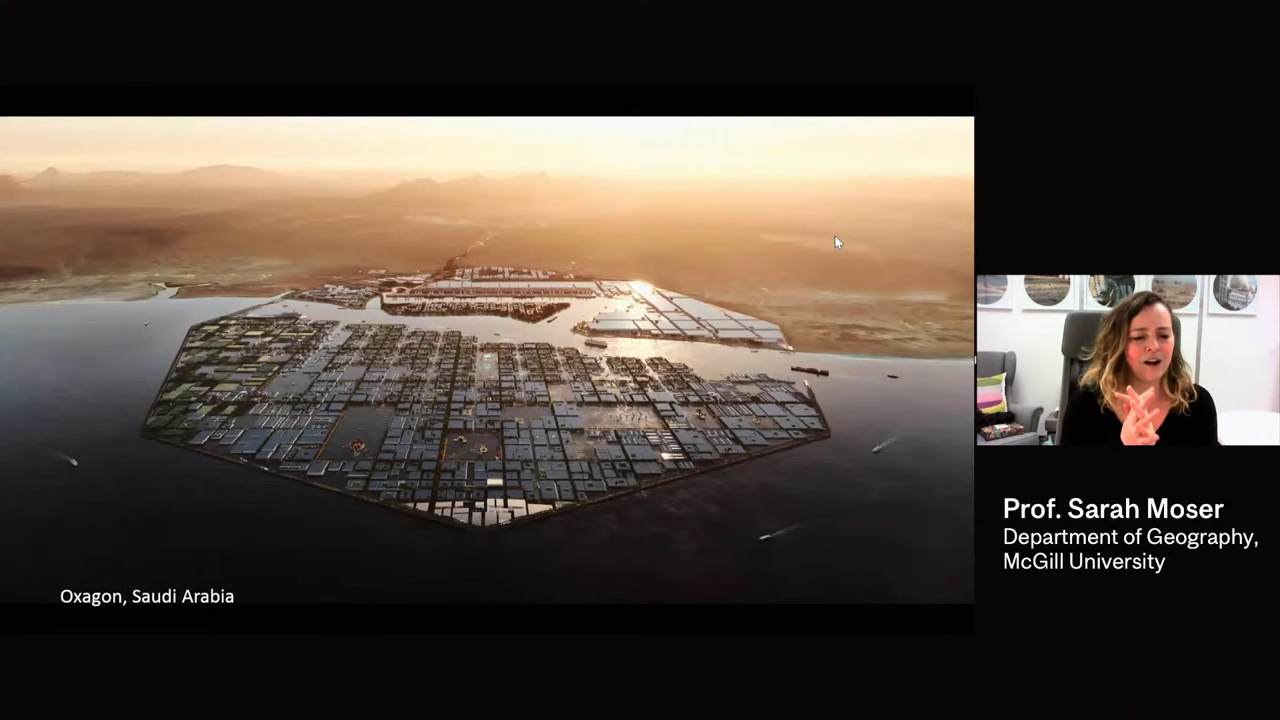 Oxagon, Saudi Arabia
Prof. Sarah Moser
Department of Geography,
McGill University